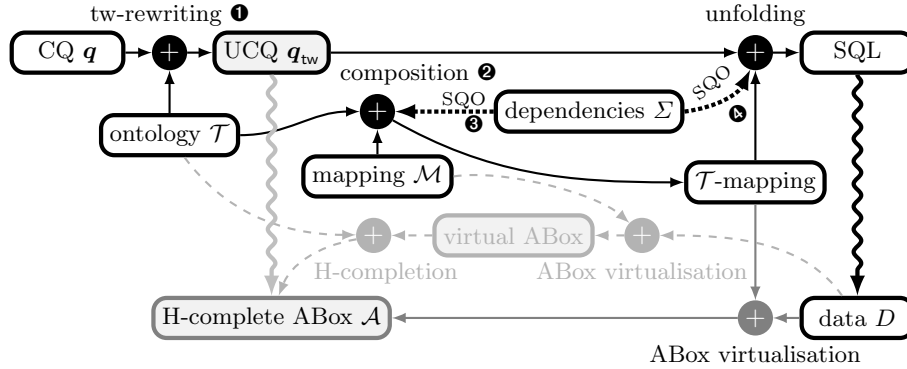 tw-rewriting ❶
unfolding
CQ q
+
UCQ q_tw
+
SQL
composition ❷
SQO
+
SQO
❸
dependencies Σ
❹
ontology 𝒯
mapping ℳ
𝒯-mapping
+
virtual ABox
+
H-completion
ABox virtualisation
H-complete ABox 𝒜
+
data D
ABox virtualisation